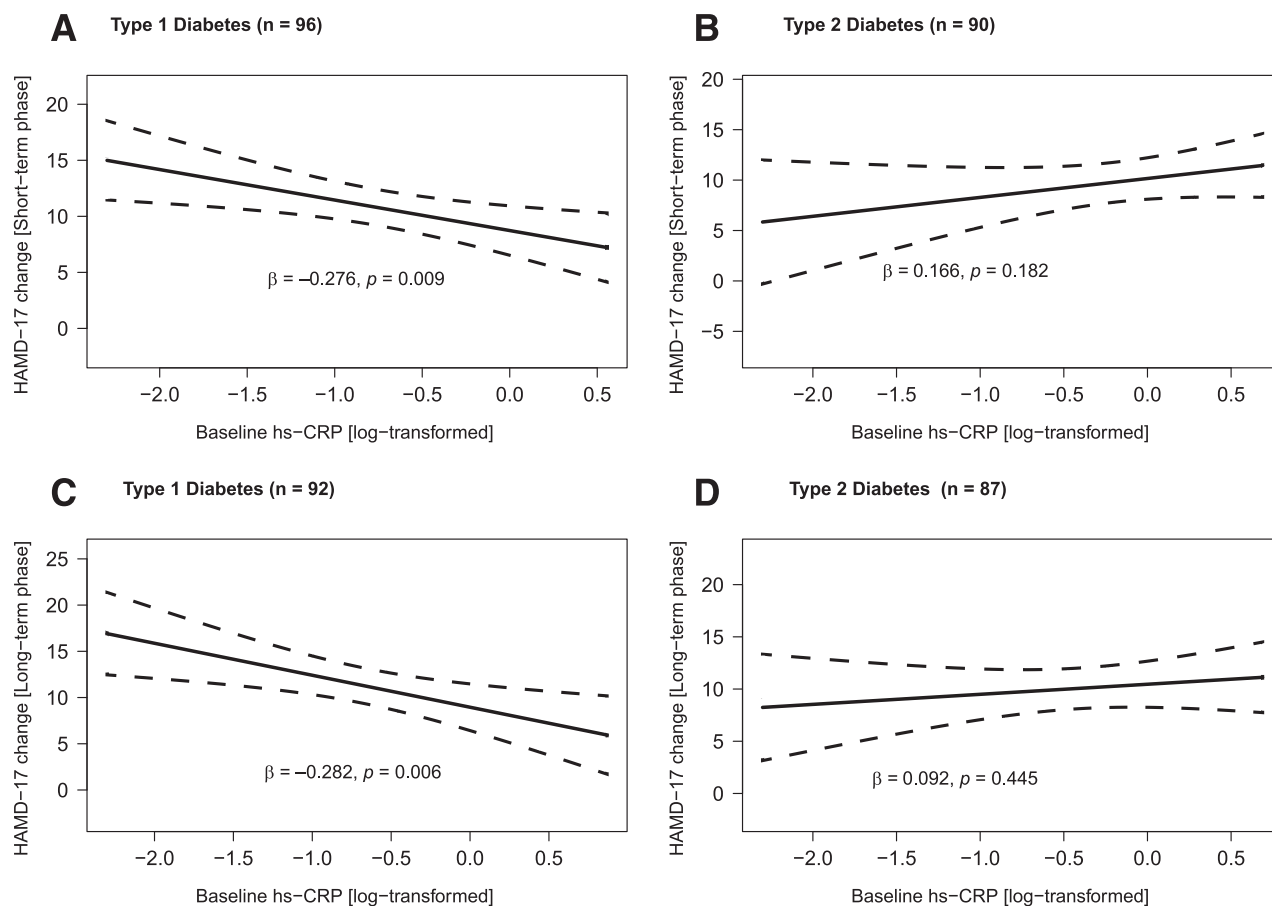 A Type 1 Diabetes (n = 96)
HAMD−17 change [Short−term phase]
20
15
10
5
0
β = −0.276, p = 0.009
−2.0 −1.5 −1.0 −0.5 0.0 0.5
Baseline hs−CRP [log−transformed]
B Type 2 Diabetes (n = 90)
HAMD−17 change [Short−term phase]
20
15
10
5
0
−5
β = 0.166, p = 0.182
−2.0 −1.5 −1.0 −0.5 0.0 0.5
Baseline hs−CRP [log−transformed]
C Type 1 Diabetes (n = 92)
HAMD−17 change [Long−term phase]
25
20
15
10
5
0
β = −0.282, p = 0.006
−2.0 −1.5 −1.0 −0.5 0.0 0.5
Baseline hs−CRP [log−transformed]
D Type 2 Diabetes (n = 87)
HAMD−17 change [Long−term phase]
20
15
10
5
0
β = 0.092, p = 0.445
−2.0 −1.5 −1.0 −0.5 0.0 0.5
Baseline hs−CRP [log−transformed]